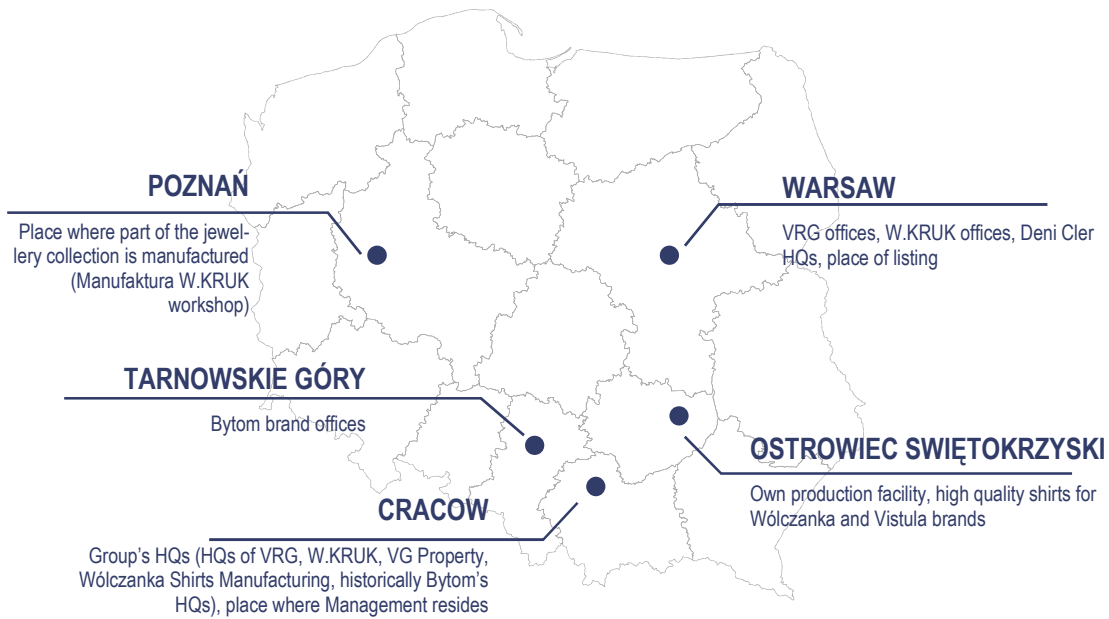 POZNAŃ
Place where part of the jewel-
lery collection is manufactured
(Manufaktura W.KRUK
workshop)
WARSAW
VRG offices, W.KRUK offices, Deni Cler
HQs, place of listing
TARNOWSKIE GÓRY
Bytom brand offices
OSTROWIEC SWIĘTOKRZYSKI
Own production facility, high quality shirts for
Wólczanka and Vistula brands
CRACOW
Group's HQs (HQs of VRG, W.KRUK, VG Property,
Wólczanka Shirts Manufacturing, historically Bytom's
HQs), place where Management resides